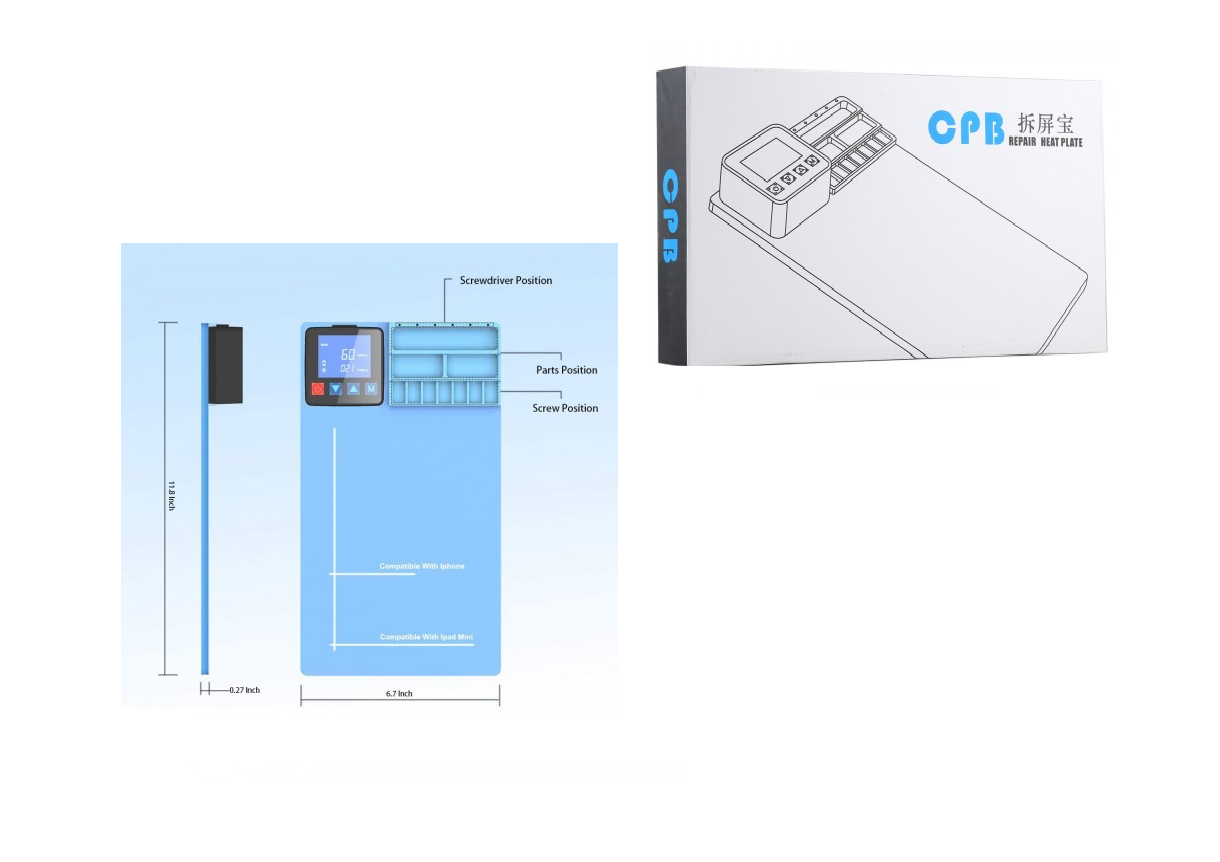 CPB 拆屏宝
REPAIR HEAT PLATE
CPB
Screwdriver Position
Parts Position
Screw Position
60
021
M
11.8 Inch
Compatible With Iphone
Compatible With Ipad Mini
0.27 Inch
6.7 Inch